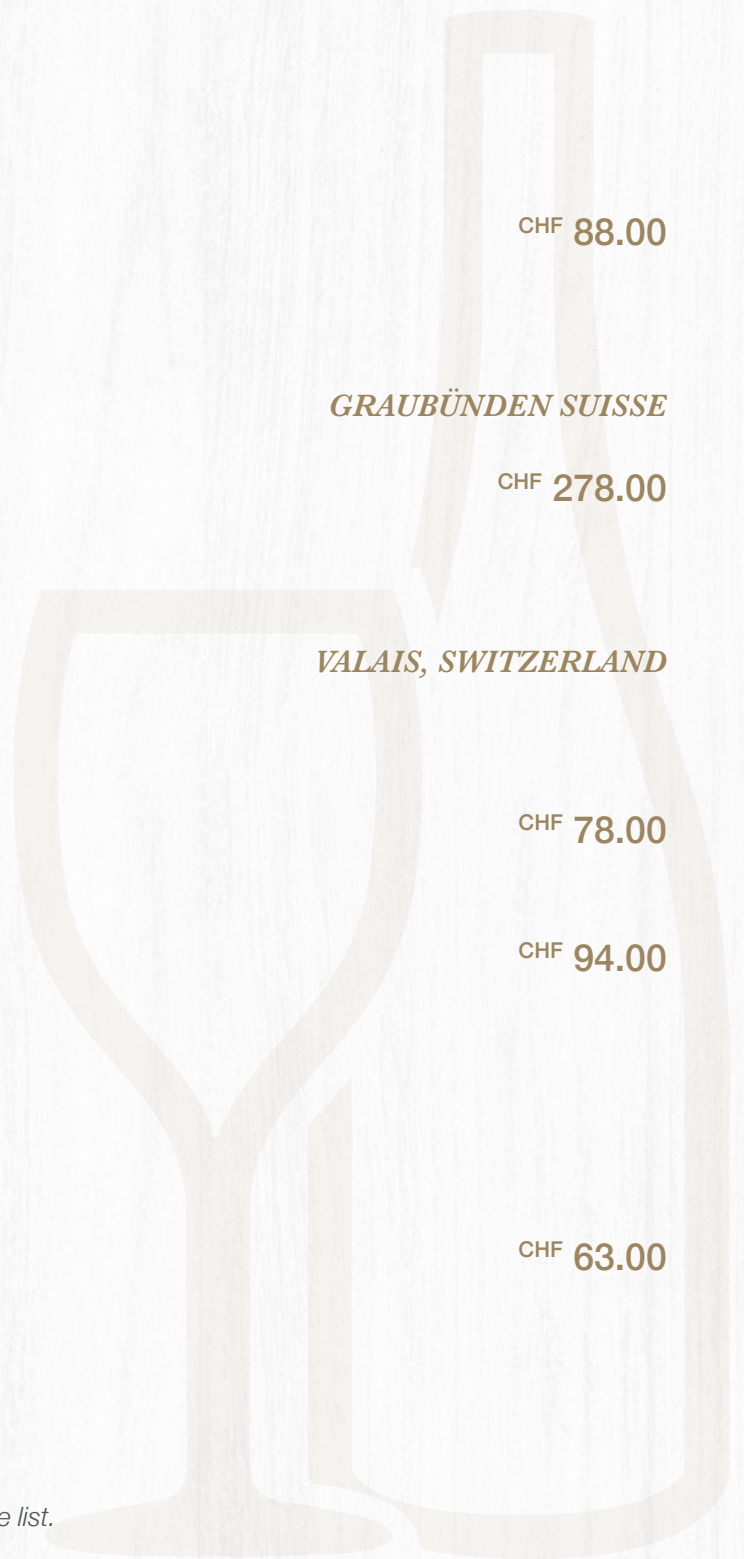 CHF 88.00
GRAUBÜNDEN SUISSE
CHF 278.00
VALAIS, SWITZERLAND
CHF 78.00
CHF 94.00
CHF 63.00
list.